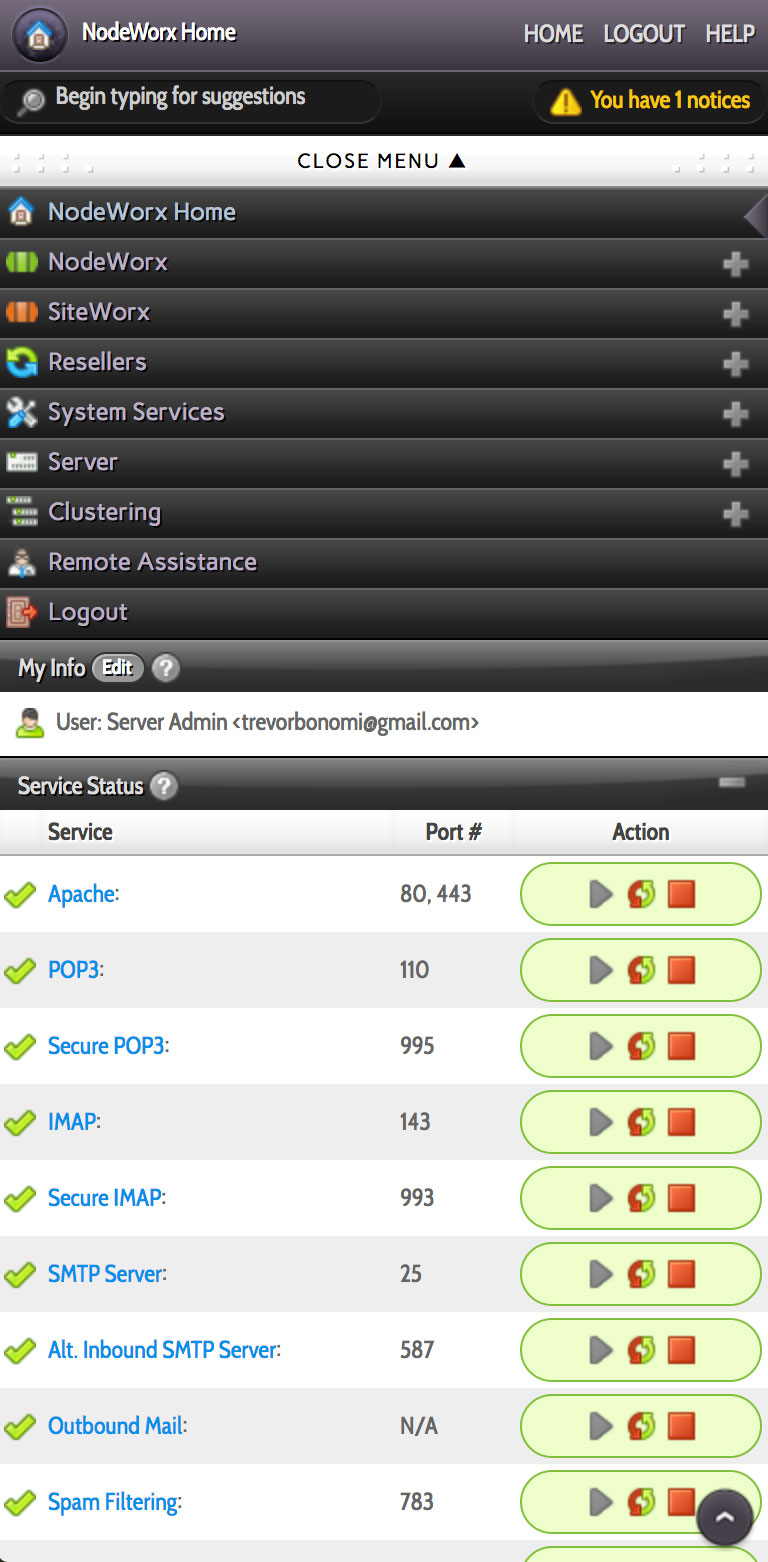 NodeWorx Home HOME LOGOUT HELP
Begin typing for suggestions You have 1 notices
CLOSE MENU ▲
NodeWorx Home
NodeWorx
SiteWorx
Resellers
System Services
Server
Clustering
Remote Assistance
Logout
My Info Edit ?
User: Server Admin <trevorbonomi@gmail.com>
Service Status ?
Service Port # Action
Apache: 80, 443
POP3: 110
Secure POP3: 995
IMAP: 143
Secure IMAP: 993
SMTP Server: 25
Alt. Inbound SMTP Server: 587
Outbound Mail: N/A
Spam Filtering: 783